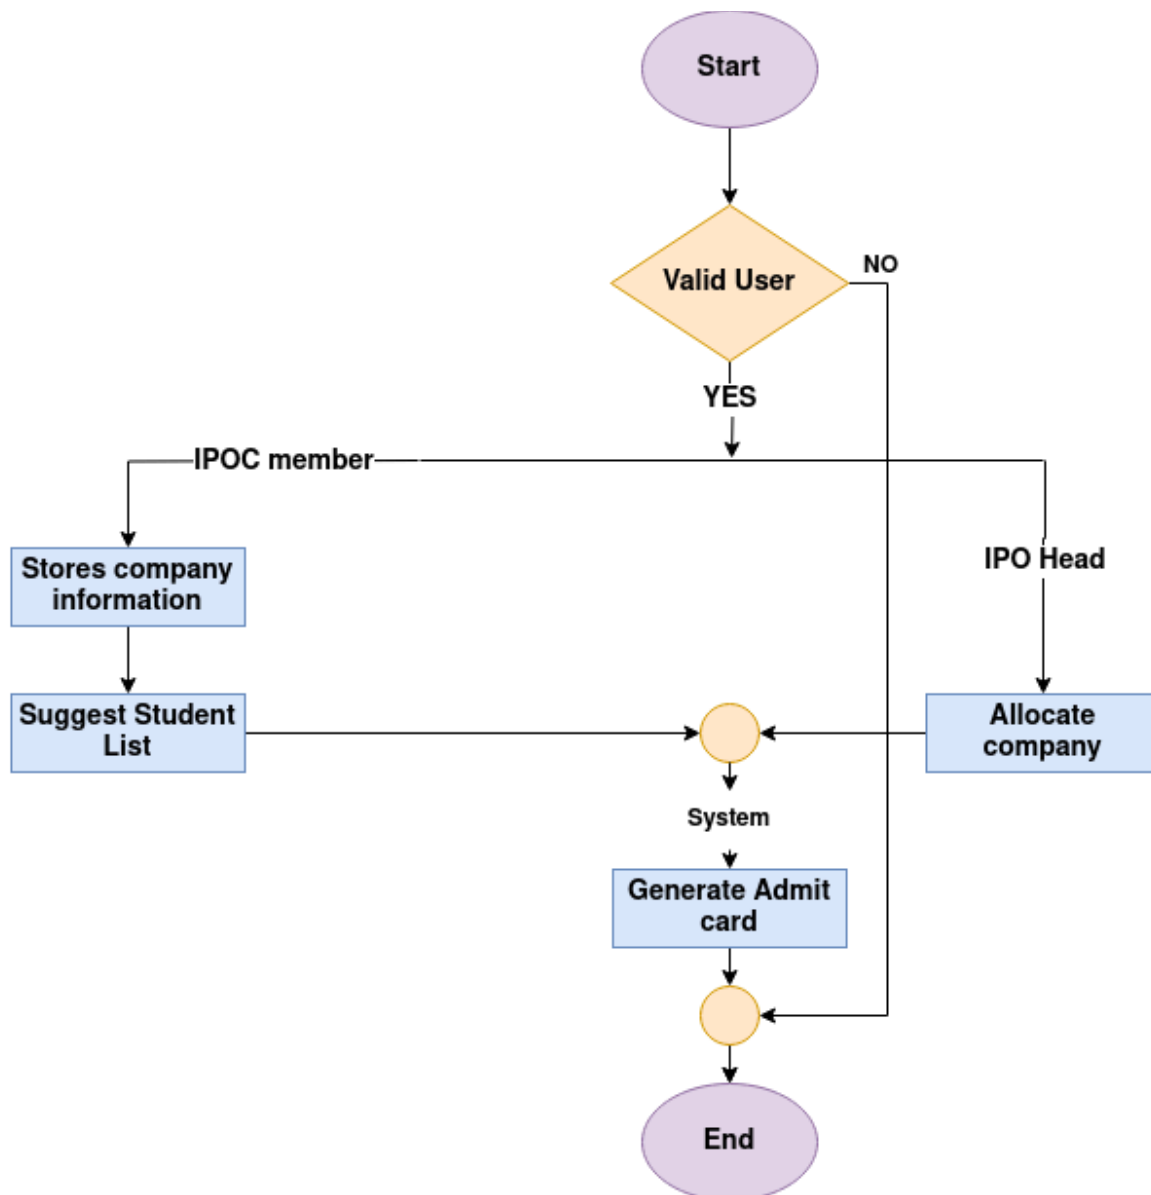 Start
Valid User
NO
YES
IPOC member
Stores company
information
IPO Head
Suggest Student
List
Allocate
company
System
Generate Admit
card
End